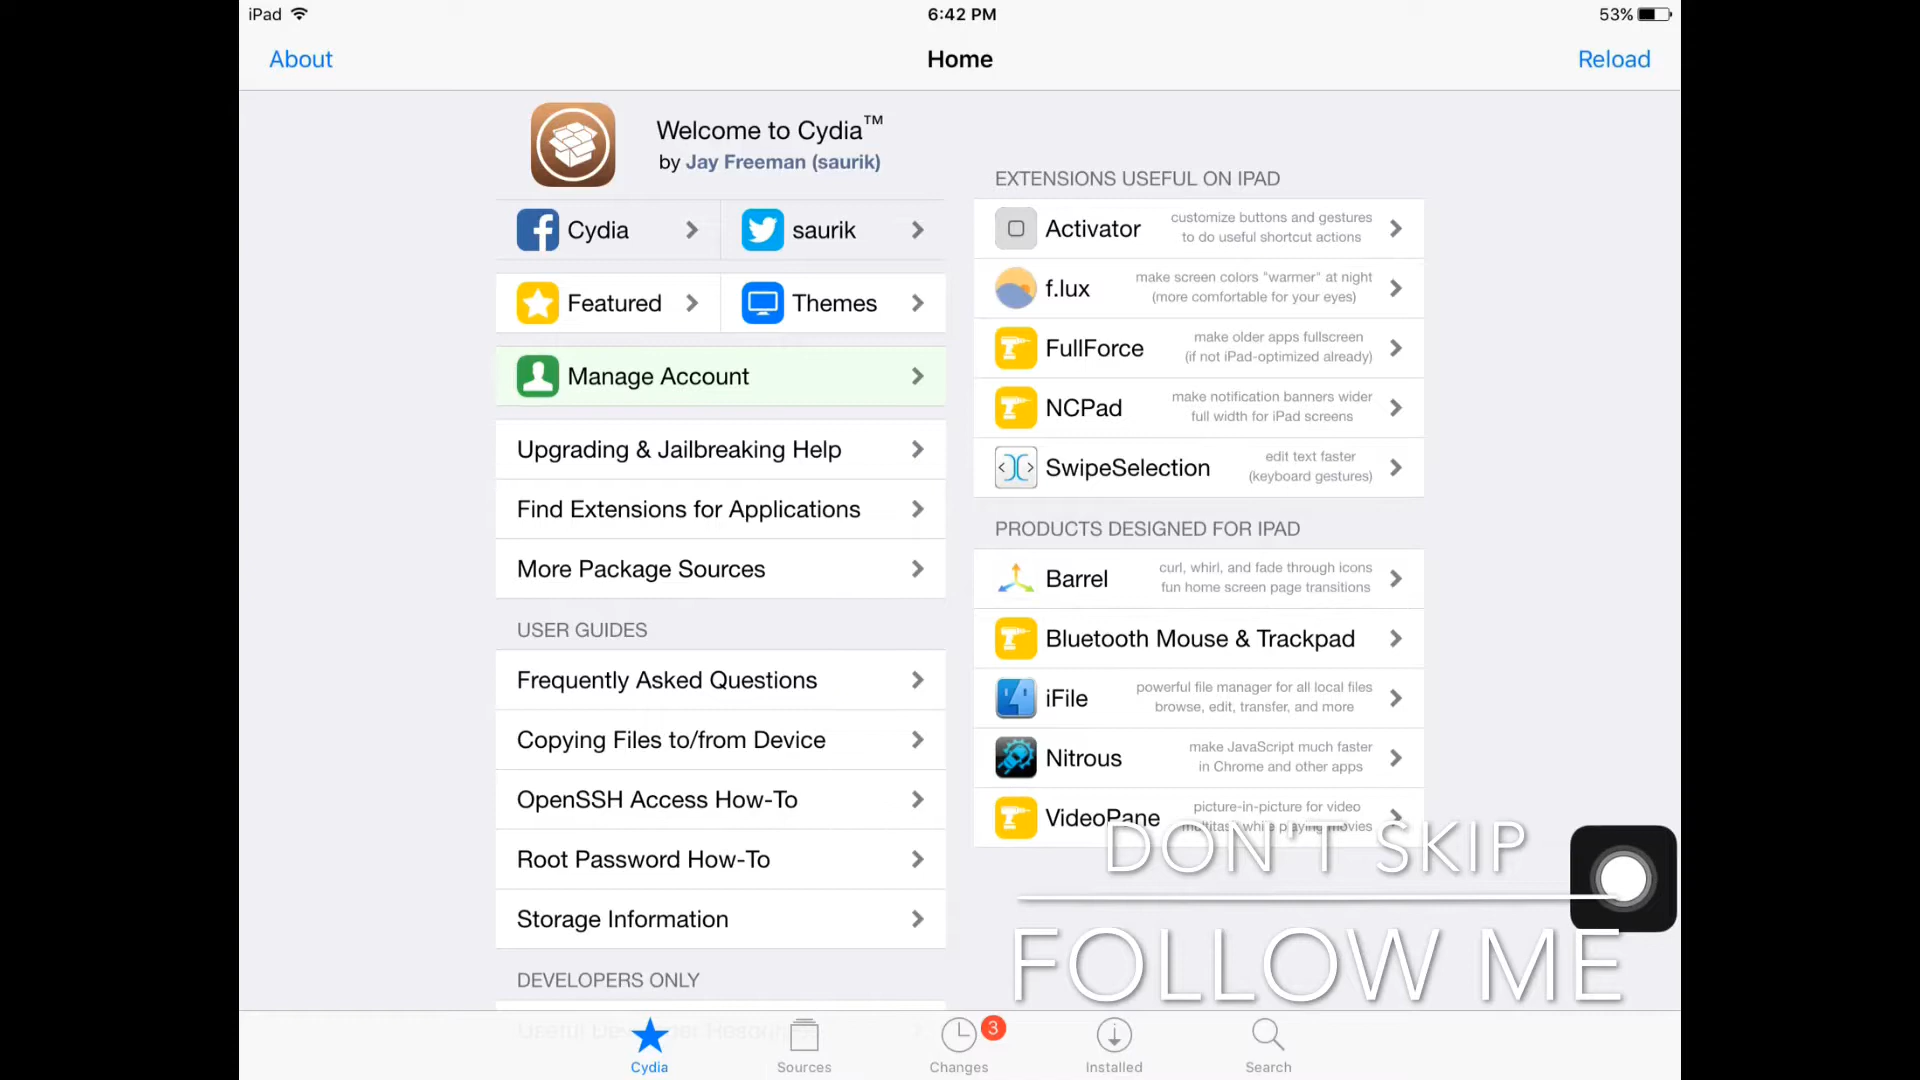 iPad
6:42 PM
53%
About
Home
Reload
Welcome to Cydia™
by Jay Freeman (saurik)
Cydia
saurik
Featured
Themes
Manage Account
Upgrading & Jailbreaking Help
Find Extensions for Applications
More Package Sources
USER GUIDES
Frequently Asked Questions
Copying Files to/from Device
OpenSSH Access How-To
Root Password How-To
Storage Information
DEVELOPERS ONLY
EXTENSIONS USEFUL ON IPAD
Activator
customize buttons and gestures
to do useful shortcut actions
f.lux
make screen colors "warmer" at night
(more comfortable for your eyes)
FullForce
make older apps fullscreen
(if not iPad-optimized already)
NCPad
make notification banners wider
full width for iPad screens
SwipeSelection
edit text faster
(keyboard gestures)
PRODUCTS DESIGNED FOR IPAD
Barrel
curl, whirl, and fade through icons
fun home screen page transitions
Bluetooth Mouse & Trackpad
iFile
powerful file manager for all local files
browse, edit, transfer, and more
Nitrous
make JavaScript much faster
in Chrome and other apps
VideoPane
picture-in-picture for video
multitask while playing movies
DON'T SKIP
FOLLOW ME
Cydia
Sources
Changes
3
Installed
Search